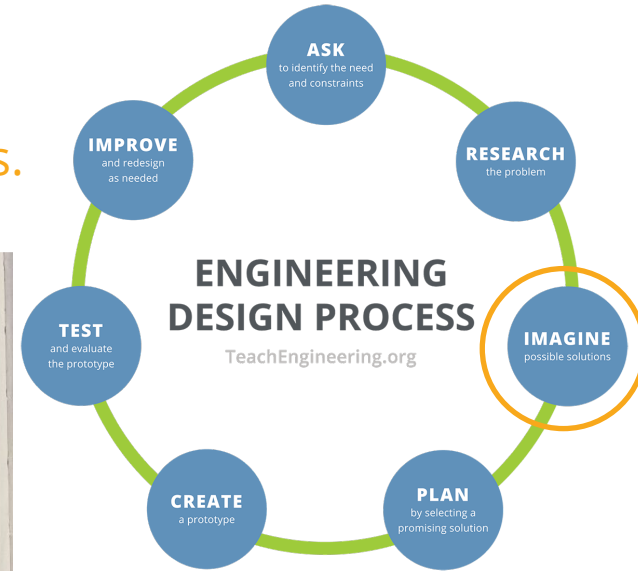 ASK
to identify the need
and constraints
IMPROVE
and redesign
as needed
s.
RESEARCH
the problem
ENGINEERING
DESIGN PROCESS
TeachEngineering.org
TEST
and evaluate
the prototype
IMAGINE
possible solutions
CREATE
a prototype
PLAN
by selecting a
promising solution